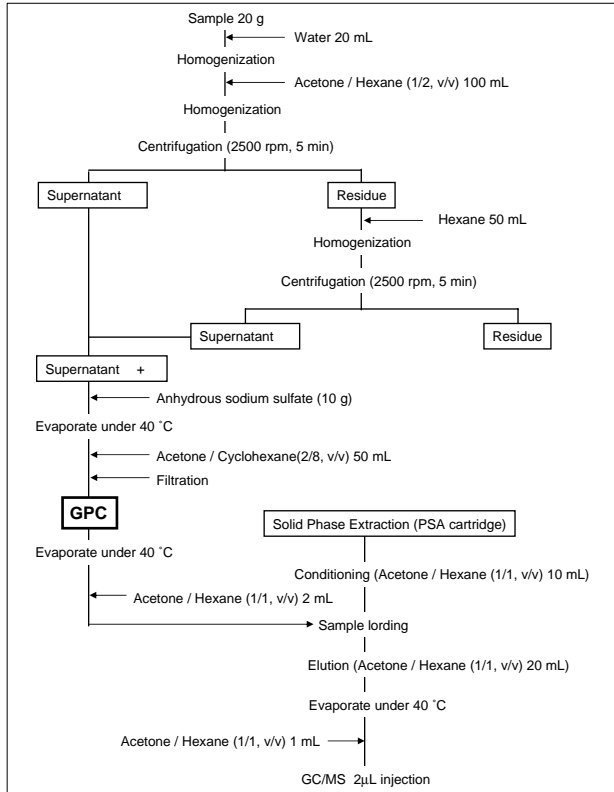 Sample 20 g
Water 20 mL
Homogenization
Acetone / Hexane (1/2, v/v) 100 mL
Homogenization
Centrifugation (2500 rpm, 5 min)
Supernatant
Residue
Hexane 50 mL
Homogenization
Centrifugation (2500 rpm, 5 min)
Supernatant
Residue
Supernatant +
Anhydrous sodium sulfate (10 g)
Evaporate under 40 ˚C
Acetone / Cyclohexane(2/8, v/v) 50 mL
Filtration
GPC
Solid Phase Extraction (PSA cartridge)
Evaporate under 40 ˚C
Conditioning (Acetone / Hexane (1/1, v/v) 10 mL)
Acetone / Hexane (1/1, v/v) 2 mL
Sample lording
Elution (Acetone / Hexane (1/1, v/v) 20 mL)
Evaporate under 40 ˚C
Acetone / Hexane (1/1, v/v) 1 mL
GC/MS 2μL injection